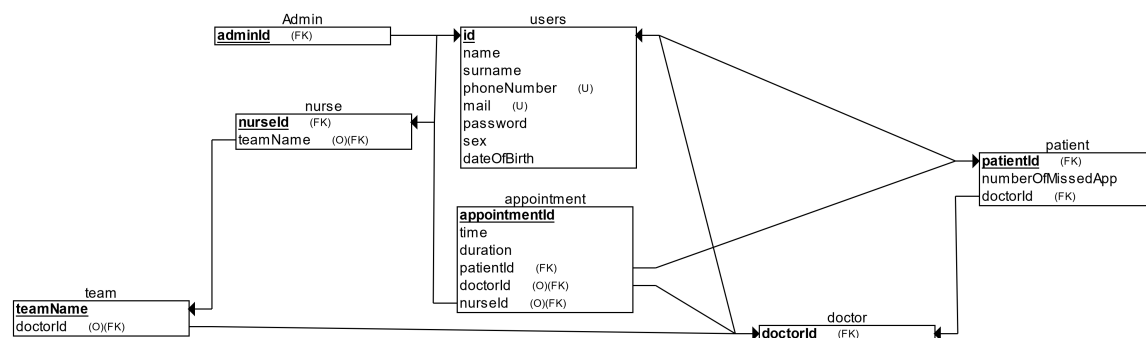 Admin
adminId (FK)
users
id
name
surname
phoneNumber (U)
mail (U)
password
sex
dateOfBirth
nurse
nurseId (FK)
teamName (O)(FK)
patient
patientId (FK)
numberOfMissedApp
doctorId (FK)
appointment
appointmentId
time
duration
patientId (FK)
doctorId (O)(FK)
nurseId (O)(FK)
team
teamName
doctorId (O)(FK)
doctor
doctorId (FK)